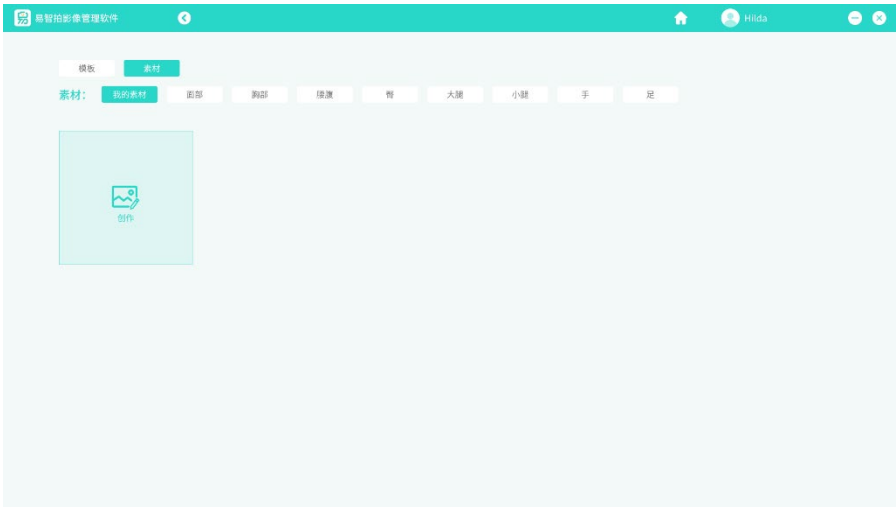 易 易智拍影像管理软件 Hilda
模板 素材
素材： 我的素材 面部 胸部 腰腹 臀 大腿 小腿 手 足
创作